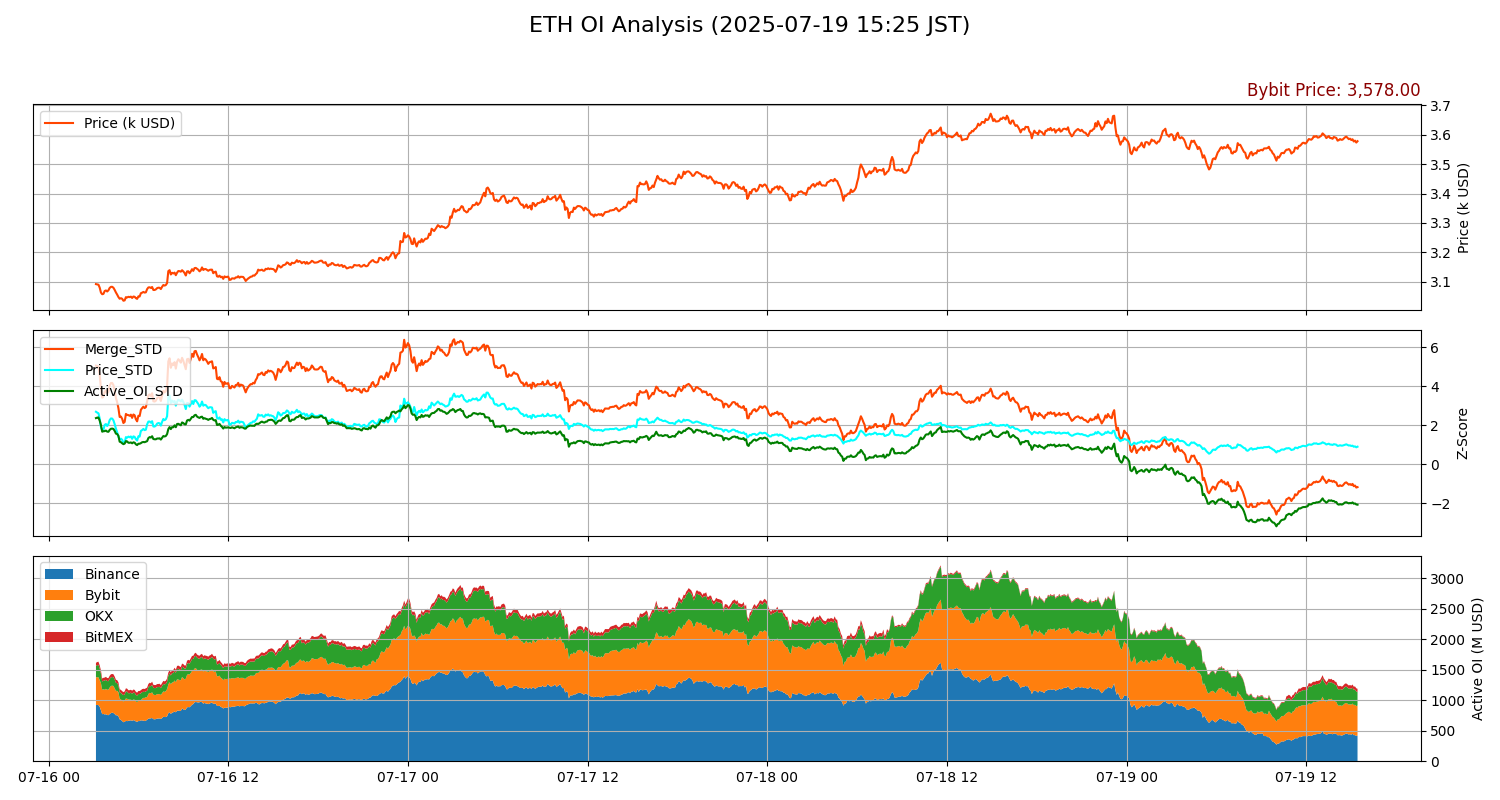 ETH OI Analysis (2025-07-19 15:25 JST)
Bybit Price: 3,578.00
Price (k USD)
3.7
3.6
3.5
3.4
3.3
3.2
3.1
Price (k USD)
Merge_STD
Price_STD
Active_OI_STD
6
4
2
0
−2
Z-Score
Binance
Bybit
OKX
BitMEX
3000
2500
2000
1500
1000
500
0
Active OI (M USD)
07-16 00
07-16 12
07-17 00
07-17 12
07-18 00
07-18 12
07-19 00
07-19 12